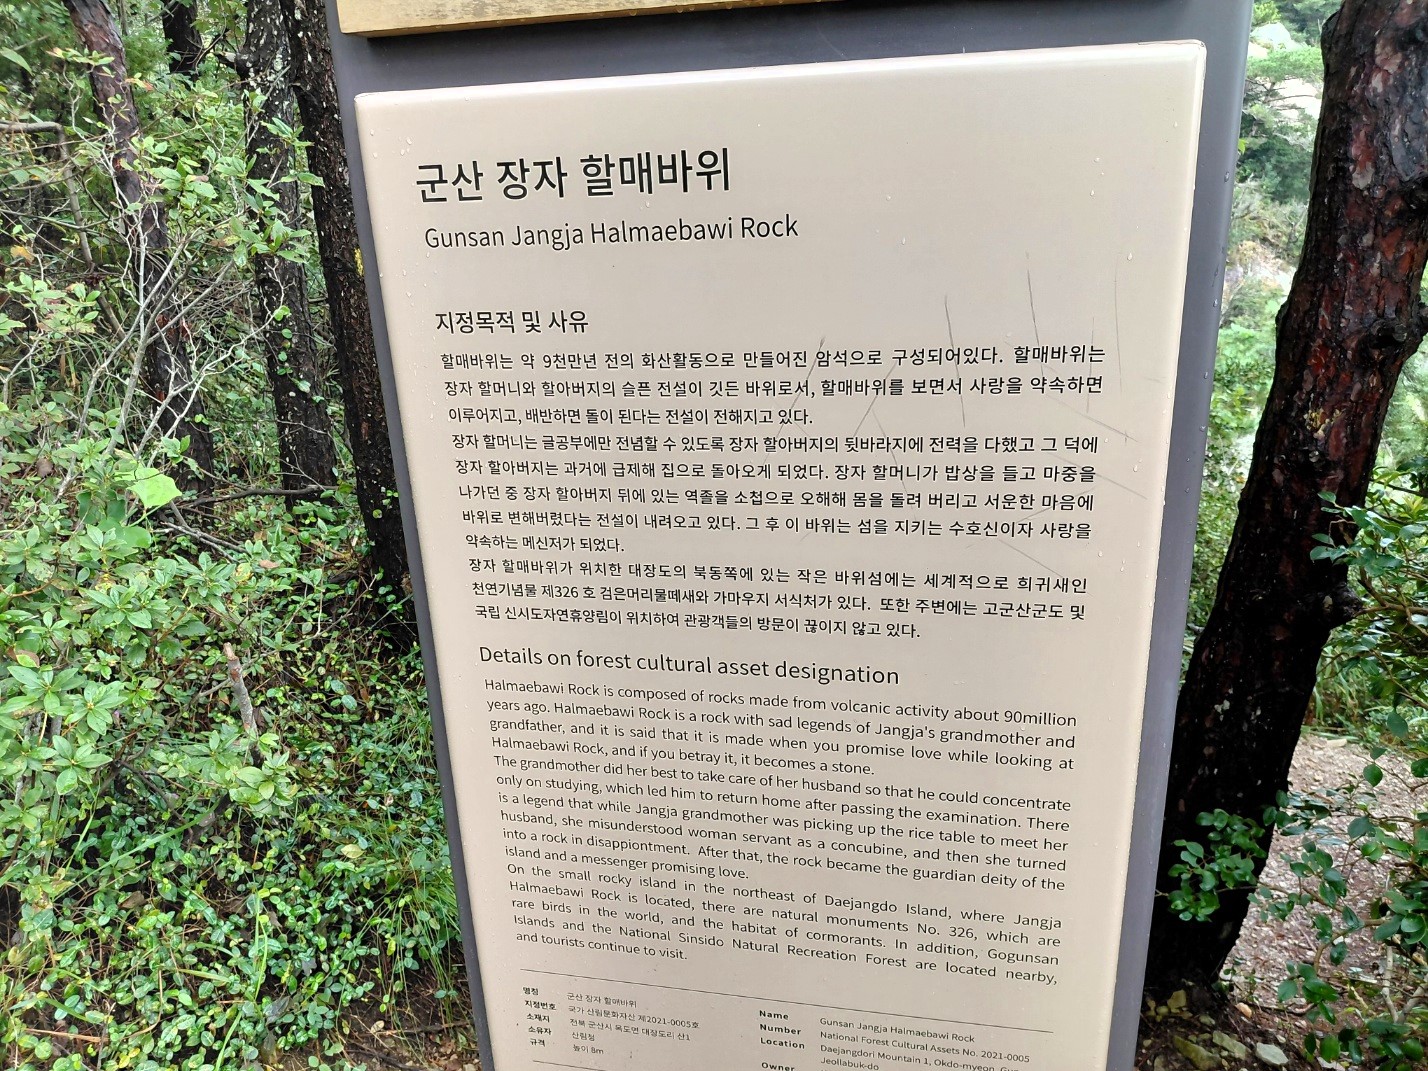 군산 장자 할매바위
Gunsan Jangja Halmaebawi Rock
지정목적 및 사유
할매바위는 약 9천만년 전의 화산활동으로 만들어진 암석으로 구성되어있다. 할매바위는
장자 할머니와 할아버지의 슬픈 전설이 깃든 바위로서, 할매바위를 보면서 사랑을 약속하면
이루어지고, 배반하면 돌이 된다는 전설이 전해지고 있다.
장자 할머니는 글공부에만 전념할 수 있도록 장자 할아버지의 뒷바라지에 전력을 다했고 그 덕에
장자 할아버지는 과거에 급제해 집으로 돌아오게 되었다. 장자 할머니가 밥상을 들고 마중을
나가던 중 장자 할아버지 뒤에 있는 역졸을 소첩으로 오해해 몸을 돌려 버리고 서운한 마음에
바위로 변해버렸다는 전설이 내려오고 있다. 그 후 이 바위는 섬을 지키는 수호신이자 사랑을
약속하는 메신저가 되었다.
장자 할매바위가 위치한 대장도의 북동쪽에 있는 작은 바위섬에는 세계적으로 희귀새인
천연기념물 제326 호 검은머리물떼새와 가마우지 서식처가 있다. 또한 주변에는 고군산군도 및
국립 신시도자연휴양림이 위치하여 관광객들의 방문이 끊이지 않고 있다.
Details on forest cultural asset designation
Halmaebawi Rock is composed of rocks made from volcanic activity about 90million
years ago. Halmaebawi Rock is a rock with sad legends of Jangja's grandmother and
grandfather, and it is said that it is made when you promise love while looking at
Halmaebawi Rock, and if you betray it, it becomes a stone.
The grandmother did her best to take care of her husband so that he could concentrate
only on studying, which led him to return home after passing the examination. There
is a legend that while Jangja grandmother was picking up the rice table to meet her
husband, she misunderstood woman servant as a concubine, and then she turned
into a rock in disappiontment. After that, the rock became the guardian deity of the
island and a messenger promising love.
On the small rocky island in the northeast of Daejangdo Island, where Jangja
Halmaebawi Rock is located, there are natural monuments No. 326, which are
rare birds in the world, and the habitat of cormorants. In addition, Gogunsan
Islands and the National Sinsido Natural Recreation Forest are located nearby,
and tourists continue to visit.
명칭 군산 장자 할매바위
지정번호 국가 산림문화자산 제2021-0005호
소재지 전북 군산시 옥도면 대장도리 산1
소유자 산림청
규격 높이 8m
Name Gunsan Jangja Halmaebawi Rock
Number National Forest Cultural Assets No. 2021-0005
Location Daejangdori Mountain 1, Okdo-myeon,
Jeollabuk-do
Owner